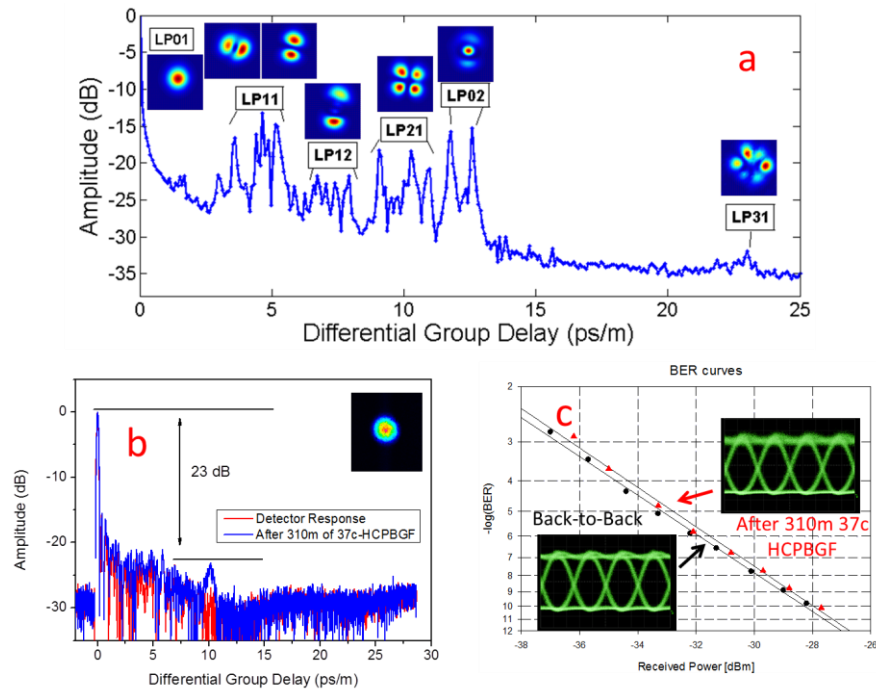 a
LP01
LP11
LP12
LP21
LP02
LP31
Amplitude (dB)
0
-5
-10
-15
-20
-25
-30
-35
0
5
10
15
20
25
Differential Group Delay (ps/m)
b
23 dB
Detector Response
After 310m of 37c-HCPBGF
Amplitude (dB)
0
-10
-20
-30
0
5
10
15
20
25
30
Differential Group Delay (ps/m)
BER curves
c
-log(BER)
2
3
4
5
6
7
8
9
10
11
12
Back-to-Back
After 310m 37c
HCPBGF
-38
-36
-34
-32
-30
-28
-26
Received Power [dBm]